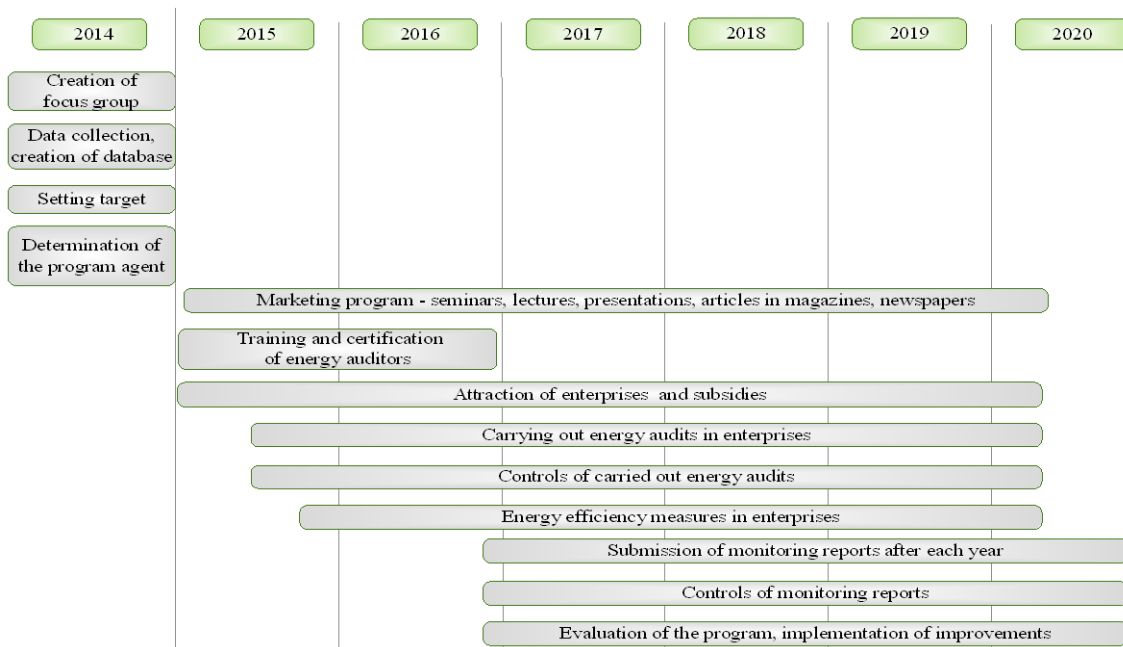 2014
2015
2016
2017
2018
2019
2020
Creation of
focus group
Data collection,
creation of database
Setting target
Determination of
the program agent
Marketing program - seminars, lectures, presentations, articles in magazines, newspapers
Training and certification
of energy auditors
Attraction of enterprises and subsidies
Carrying out energy audits in enterprises
Controls of carried out energy audits
Energy efficiency measures in enterprises
Submission of monitoring reports after each year
Controls of monitoring reports
Evaluation of the program, implementation of improvements